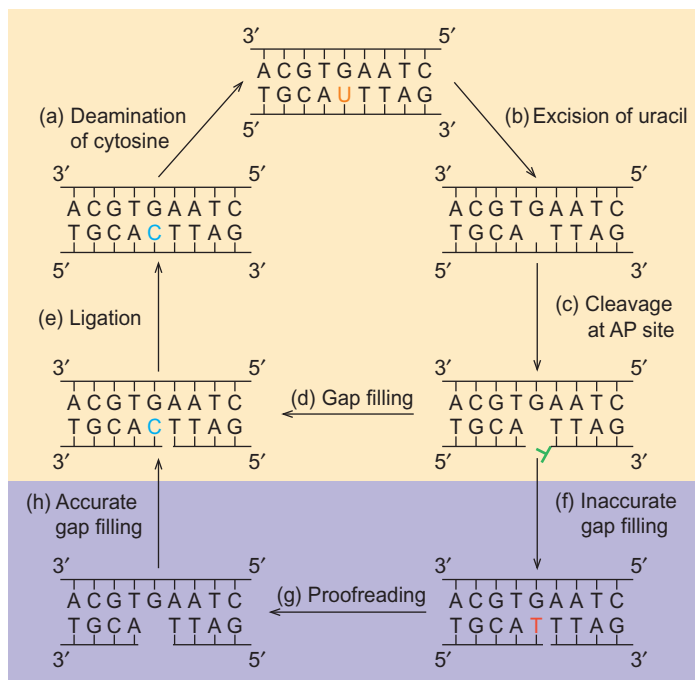 3′ 5′
A C G T G A A T C
T G C A U T T A G
5′ 3′
(a) Deamination
of cytosine
(b) Excision of uracil
3′ 5′
A C G T G A A T C
T G C A C T T A G
5′ 3′
3′ 5′
A C G T G A A T C
T G C A T T A G
5′ 3′
(e) Ligation
(c) Cleavage
at AP site
3′ 5′
A C G T G A A T C
T G C A C T T A G
3′ 5′
(d) Gap filling
3′ 5′
A C G T G A A T C
T G C A T T A G
3′ 5′
(h) Accurate
gap filling
(f) Inaccurate
gap filling
3′ 5′
A C G T G A A T C
T G C A T T A G
3′ 5′
(g) Proofreading
3′ 5′
A C G T G A A T C
T G C A T T T A G
3′ 5′